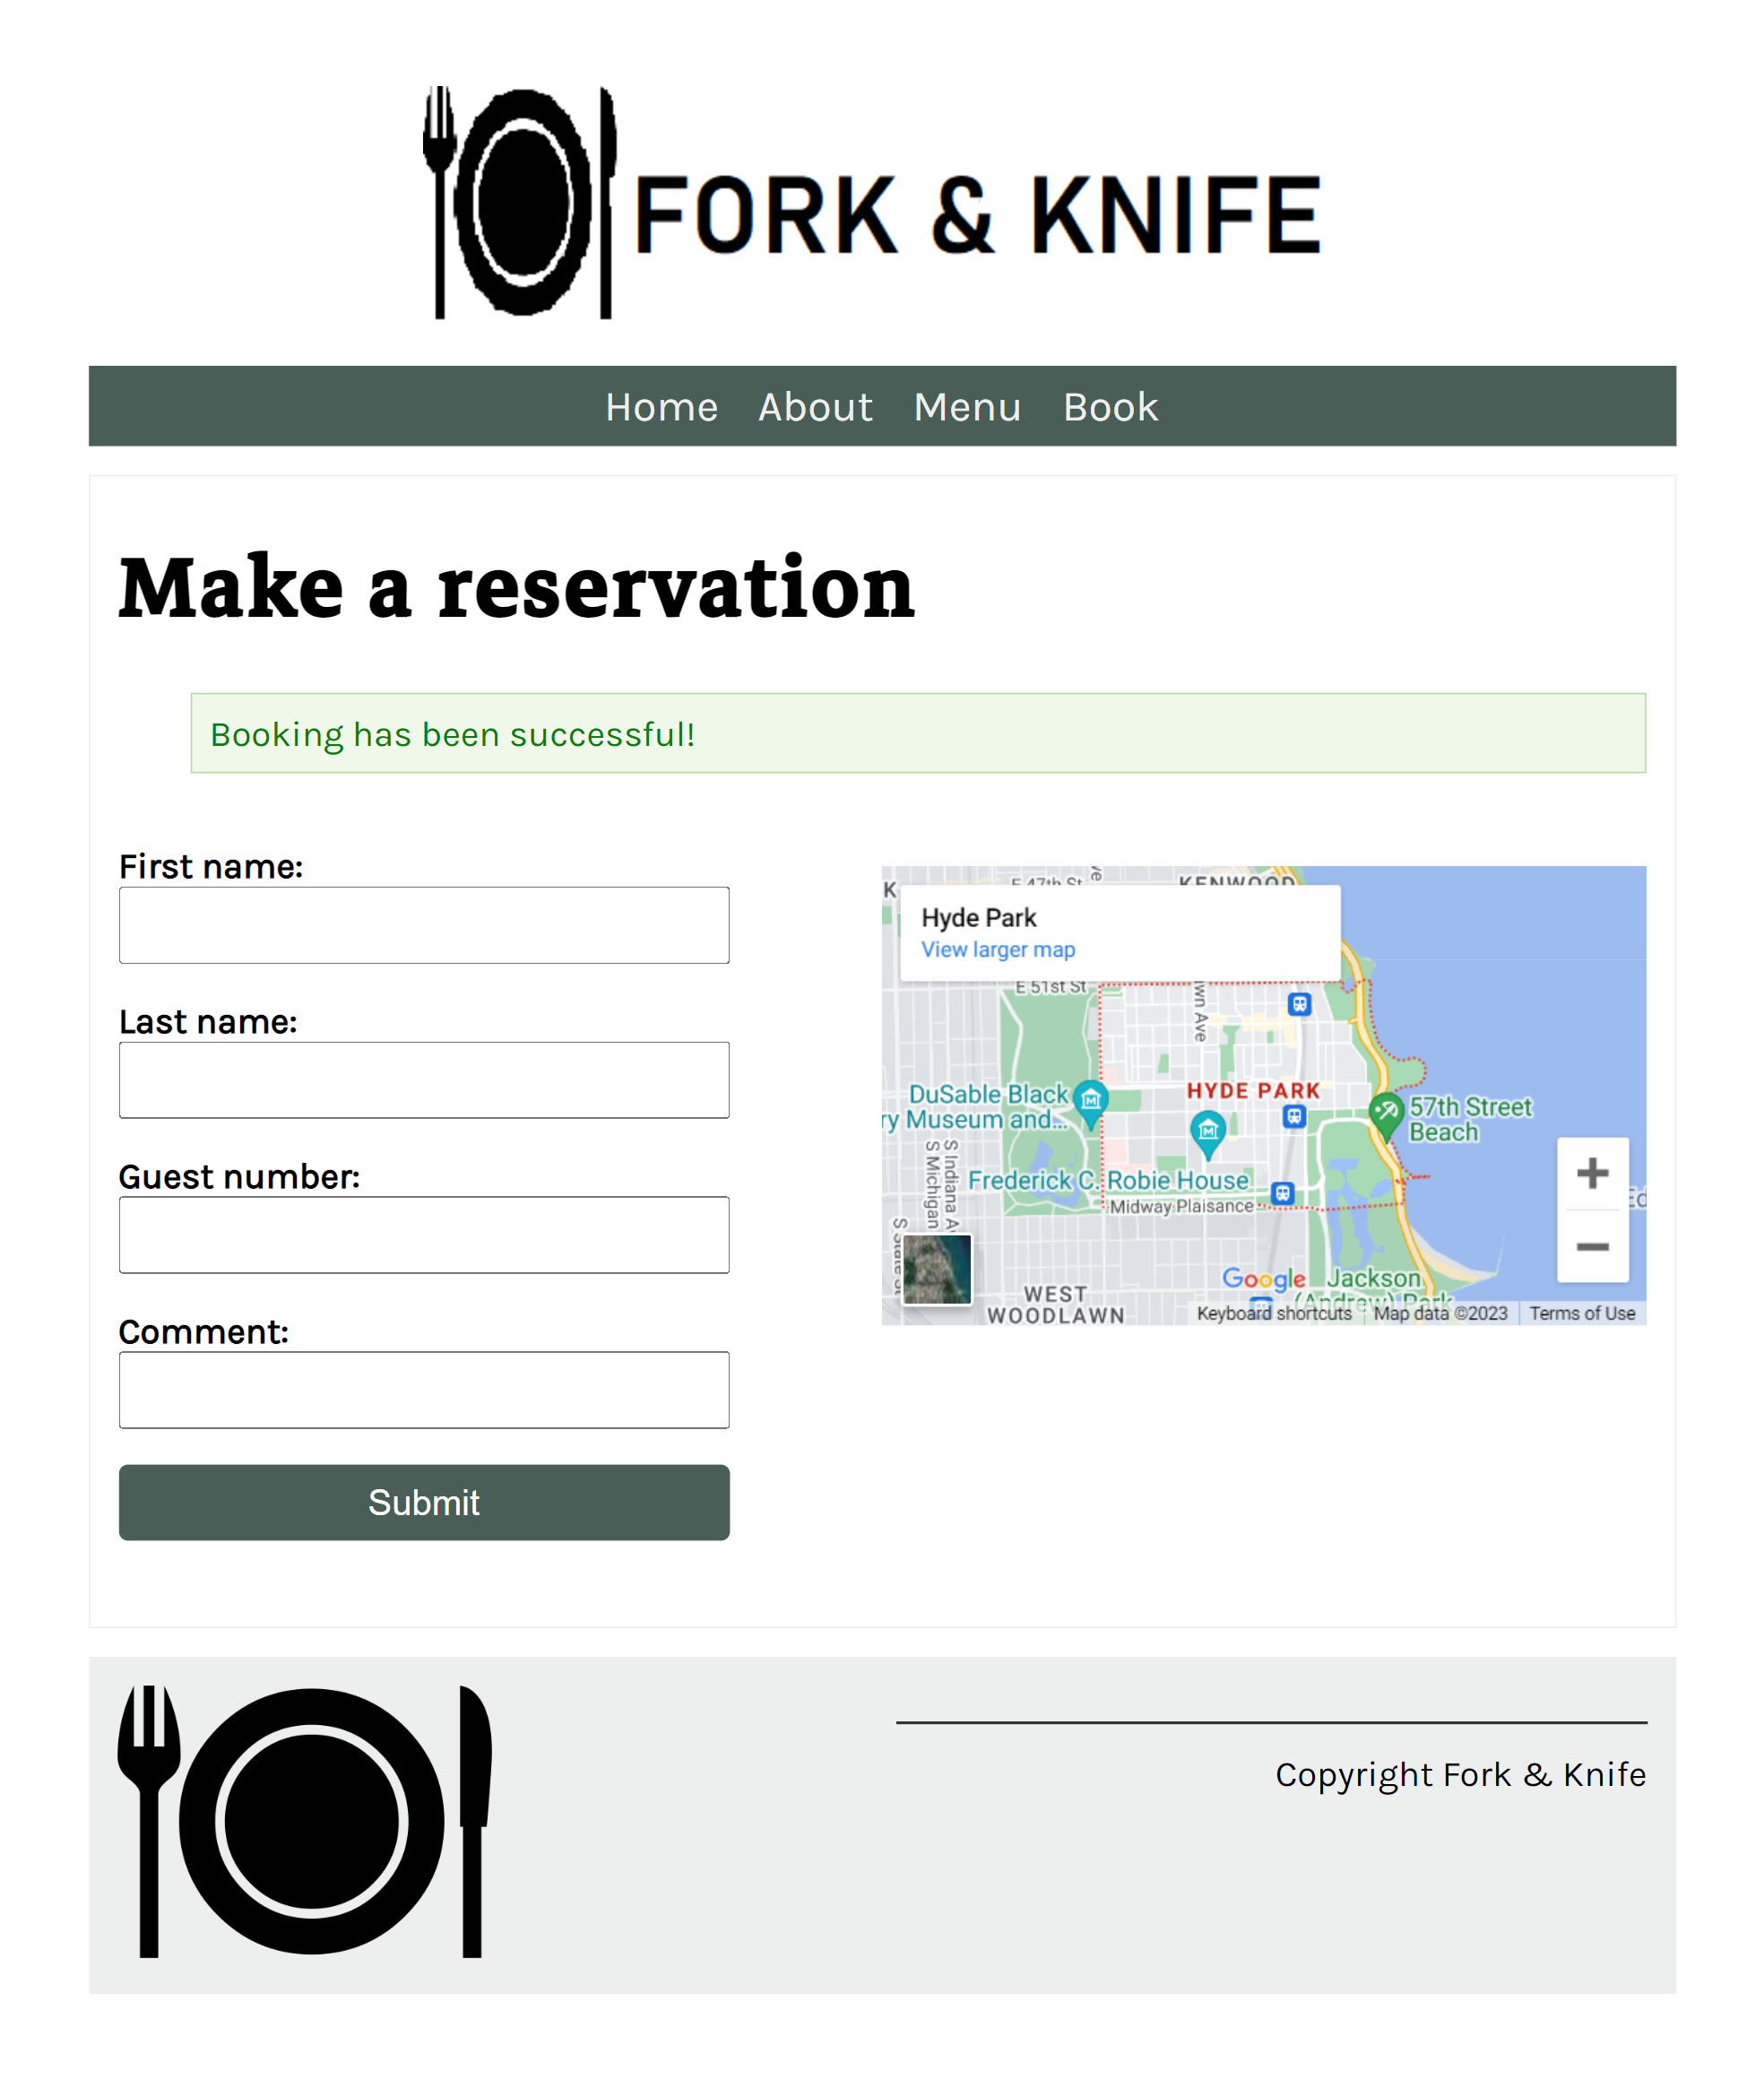 FORK & KNIFE
Home About Menu Book
Make a reservation
Booking has been successful!
First name:
Last name:
Guest number:
Comment:
Submit
KENWOOD
K
Hyde Park
View larger map
E 51st St
HYDE PARK
DuSable Black
Museum and...
57th Street
Beach
Frederick C. Robie House
Midway Plaisance
S Indiana
S Michigan
WEST
WOODLAWN
Google
Jackson
(Andrew) Park
Keyboard shortcuts
Map data ©2023
Terms of Use
Copyright Fork & Knife